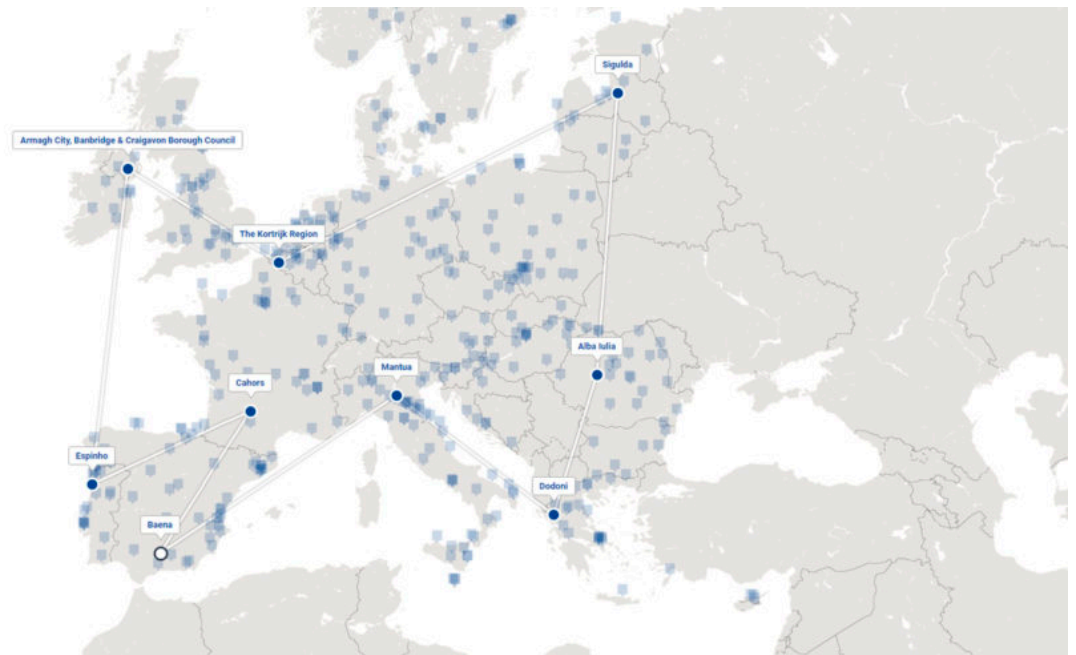 Sigulda
Armagh City, Banbridge & Craigavon Borough Council
The Kortrijk Region
Alba Iulia
Mantua
Cahors
Espinho
Dodoni
Baena